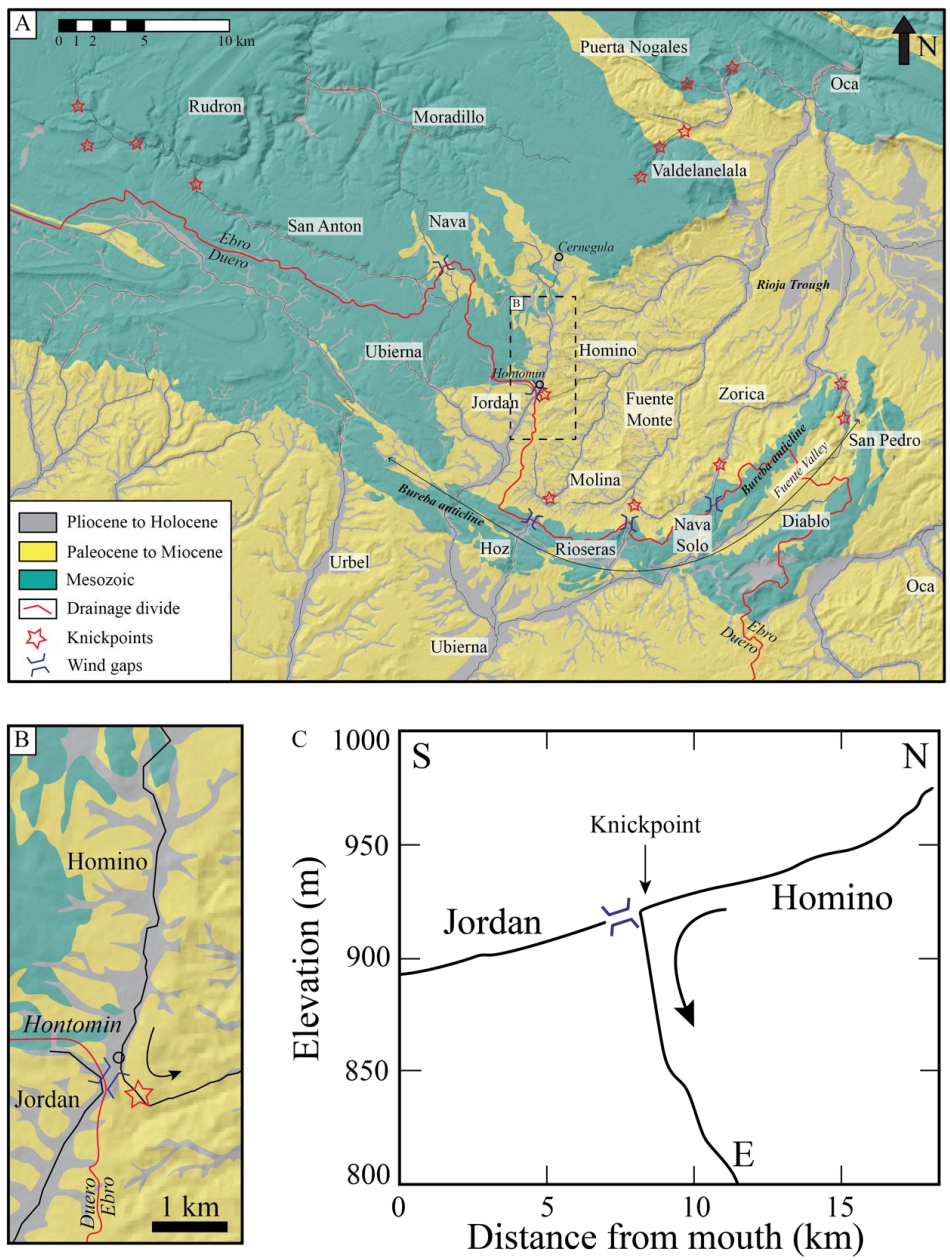 A
0 1 2 5 10 km
N
Puerta Nogales
Oca
Rudron
Moradillo
Valdelanelala
San Anton
Nava
Ebro
Duero
Cernegula
Rioja Trough
B
Ubierna
Homino
Hontomin
Jordan
Fuente
Monte
Zorica
San Pedro
Bureba anticline
Fuente Valley
Molina
Bureba anticline
Nava
Solo
Diablo
Hoz
Rioseras
Urbel
Oca
Ubierna
Ebro
Duero
Pliocene to Holocene
Paleocene to Miocene
Mesozoic
Drainage divide
Knickpoints
Wind gaps
B
Homino
Hontomin
Jordan
Duero
Ebro
1 km
C
1000
950
900
850
800
Elevation (m)
S
N
Knickpoint
Jordan
Homino
E
0
5
10
15
Distance from mouth (km)